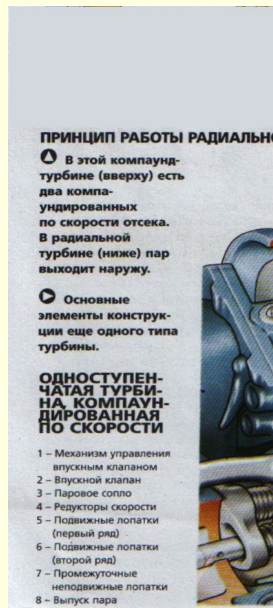 ПРИНЦИП РАБОТЫ РАДИАЛЬНО
В этой компаунд-
турбине (вверху) есть
два компа-
ундированных
по скорости отсека.
В радиальной
турбине (ниже) пар
выходит наружу.
Основные
элементы конструк-
ции еще одного типа
турбины.
ОДНОСТУПЕН-
ЧАТАЯ ТУРБИ-
НА, КОМПАУН-
ДИРОВАННАЯ
ПО СКОРОСТИ
1 – Механизм управления
впускным клапаном
2 – Впускной клапан
3 – Паровое сопло
4 – Редукторы скорости
5 – Подвижные лопатки
(первый ряд)
6 – Подвижные лопатки
(второй ряд)
7 – Промежуточные
неподвижные лопатки
8 – Выпуск пара